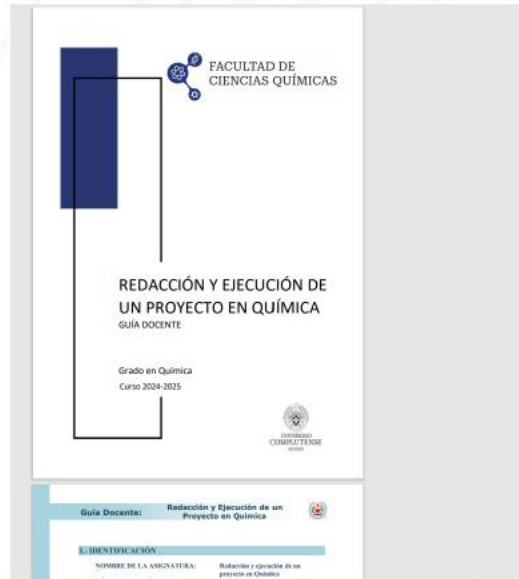 FACULTAD DE
CIENCIAS QUÍMICAS
REDACCIÓN Y EJECUCIÓN DE
UN PROYECTO EN QUÍMICA
GUÍA DOCENTE
Grado en Química
Curso 2024-2025
UNIVERSIDAD
COMPLUTENSE
MADRID
Guía Docente:
Redacción y Ejecución de un
Proyecto en Química
I.- IDENTIFICACIÓN
NOMBRE DE LA ASIGNATURA:
Redacción y ejecución de un
proyecto en Química